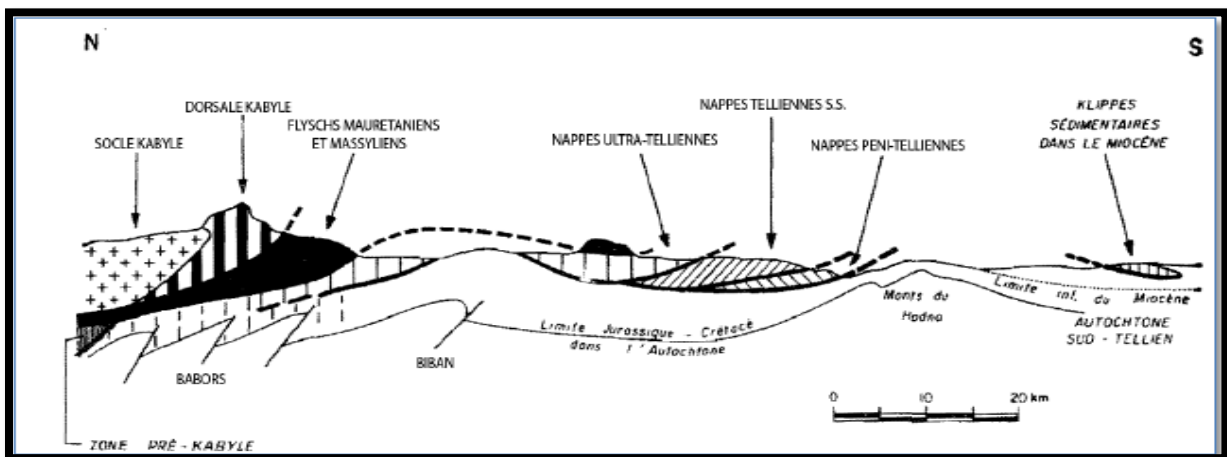 N
S
DORSALE KABYLE
NAPPES TELLIENNES S.S.
KLIPPES
SÉDIMENTAIRES
DANS LE MIOCÈNE
FLYSCHS MAURETANIENS
ET MASSYLIENS
SOCLE KABYLE
NAPPES ULTRA-TELLIENNES
NAPPES PENI-TELLIENNES
Limite inf. du Miocène
Monts du
Hodna
Limite Jurassique - Crétacé
dans l'Autochtone
AUTOCHTONE
SUD - TELLIEN
BIBAN
BABORS
0 10 20 km
ZONE PRÉ - KABYLE